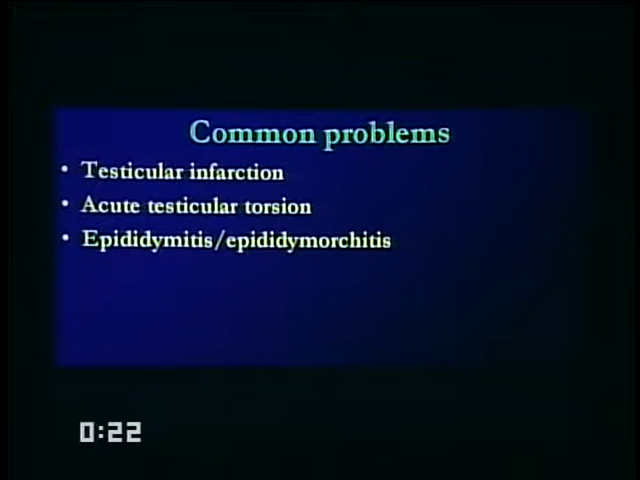 Common problems
• Testicular infarction
• Acute testicular torsion
• Epididymitis/epididymorchitis
0:22